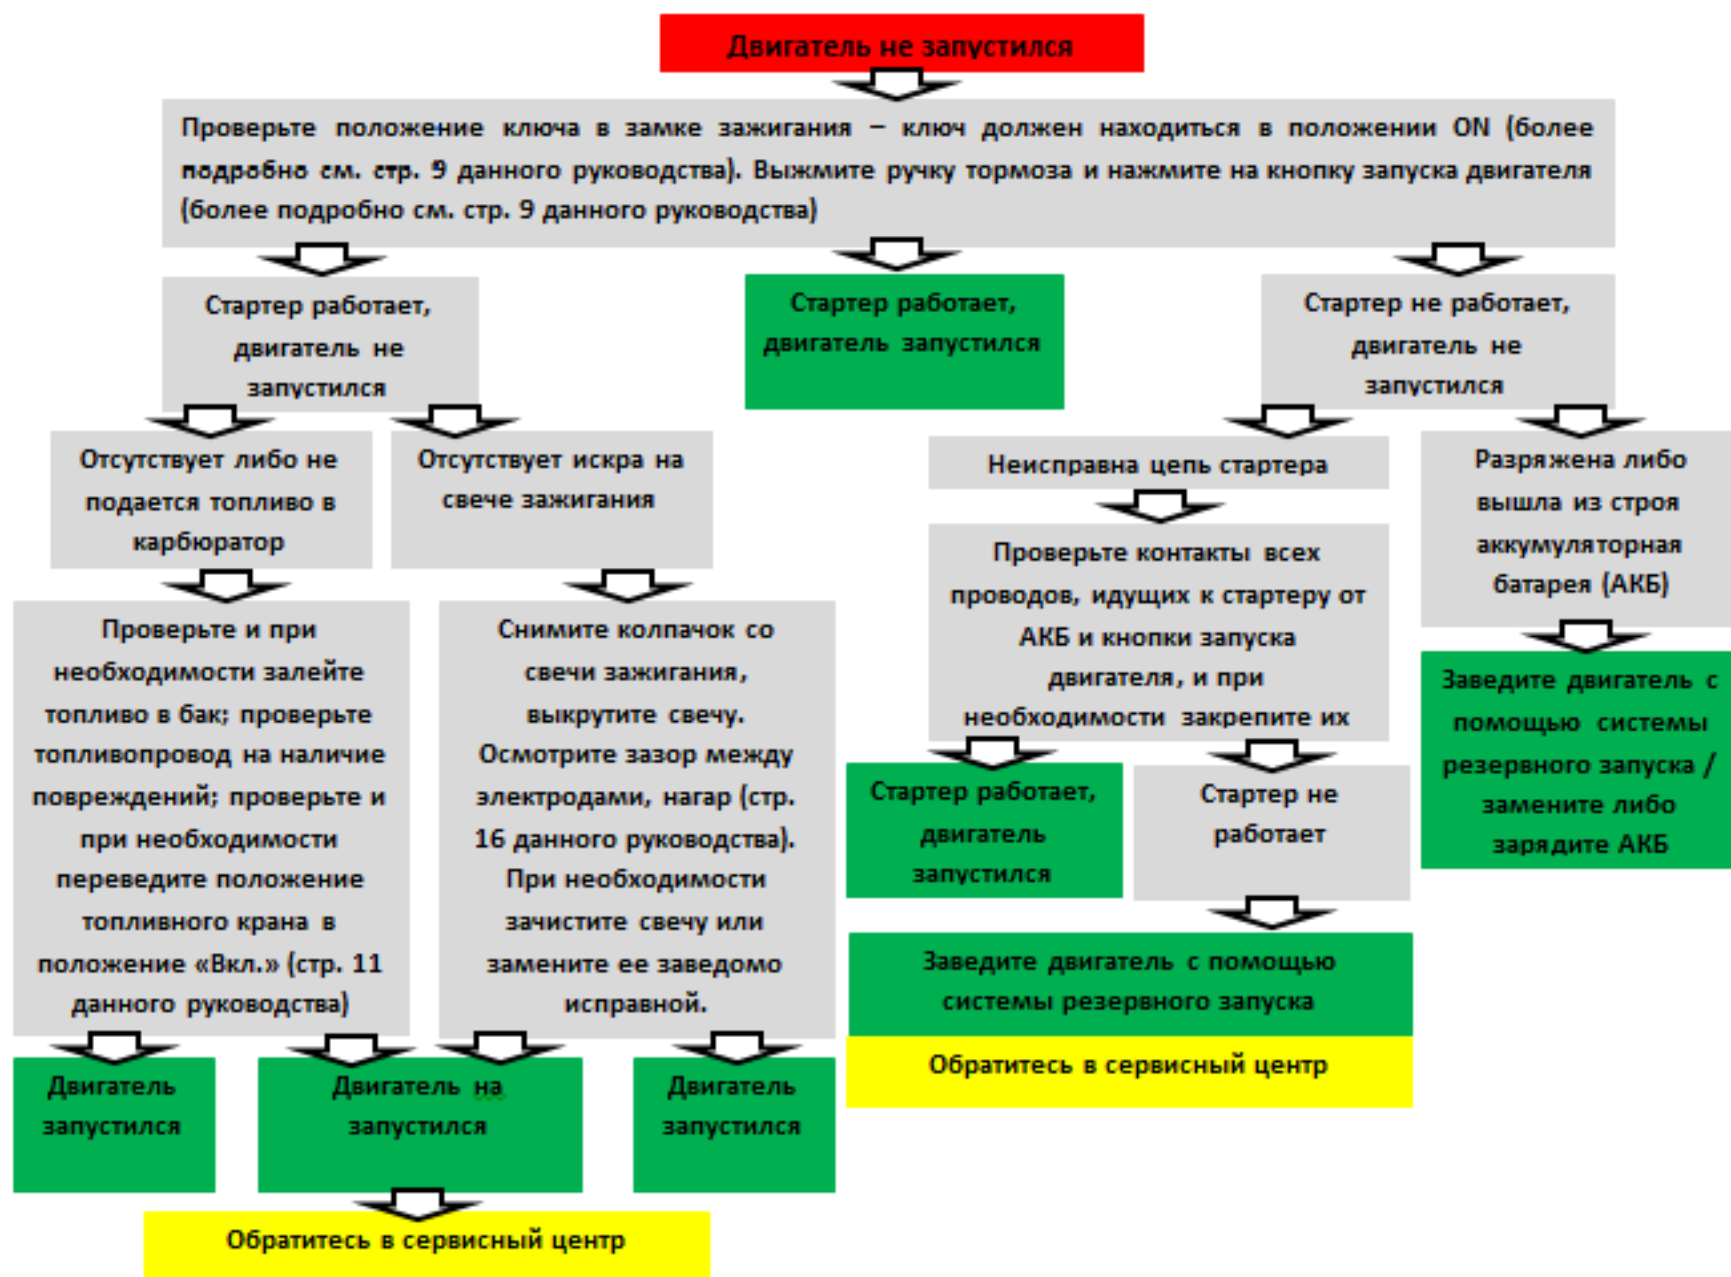 Двигатель не запустился
Проверьте положение ключа в замке зажигания – ключ должен находиться в положении ON (более
подробно см. стр. 9 данного руководства). Выжмите ручку тормоза и нажмите на кнопку запуска двигателя
(более подробно см. стр. 9 данного руководства)
Стартер работает,
двигатель не
запустился
Стартер работает,
двигатель запустился
Стартер не работает,
двигатель не
запустился
Отсутствует либо не
подается топливо в
карбюратор
Отсутствует искра на
свече зажигания
Неисправна цепь стартера
Разряжена либо
вышла из строя
аккумуляторная
батарея (АКБ)
Проверьте и при
необходимости залейте
топливо в бак; проверьте
топливопровод на наличие
повреждений; проверьте и
при необходимости
переведите положение
топливного крана в
положение «Вкл.» (стр. 11
данного руководства)
Снимите колпачок со
свечи зажигания,
выкрутите свечу.
Осмотрите зазор между
электродами, нагар (стр.
16 данного руководства).
При необходимости
зачистите свечу или
замените ее заведомо
исправной.
Проверьте контакты всех
проводов, идущих к стартеру от
АКБ и кнопки запуска
двигателя, и при
необходимости закрепите их
Заведите двигатель с
помощью системы
резервного запуска /
замените либо
зарядите АКБ
Стартер работает,
двигатель
запустился
Стартер не
работает
Заведите двигатель с помощью
системы резервного запуска
Обратитесь в сервисный центр
Двигатель
запустился
Двигатель на
запустился
Двигатель
запустился
Обратитесь в сервисный центр